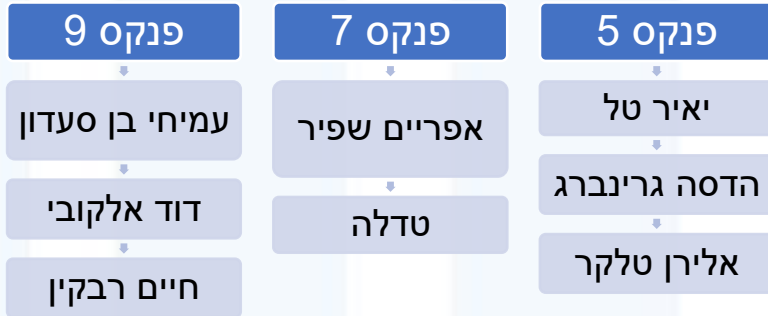 פנקס 5
יאיר טל
הדסה גרינברג
אלירן טלקר
פנקס 7
אפריים שפיר
טדלה
פנקס 9
עמיחי בן סעדון
דוד אלקובי
חיים רבקין